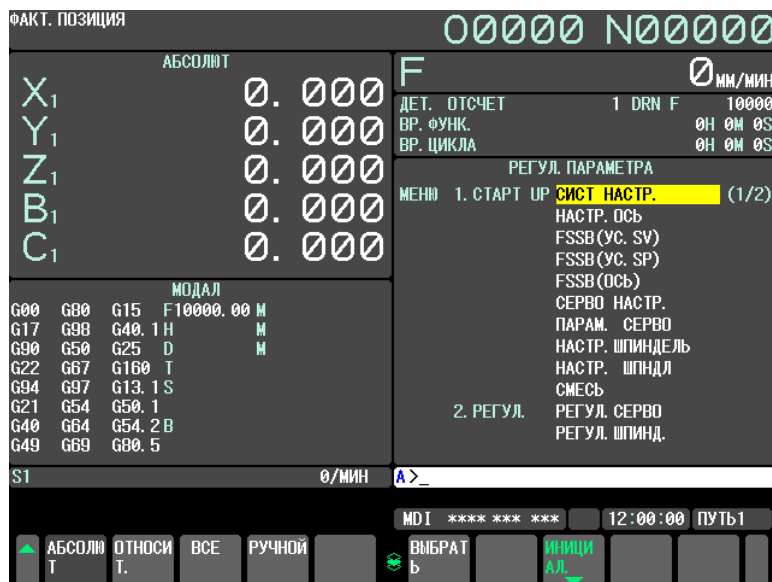 ФАКТ. ПОЗИЦИЯ
O0000 N00000
АБСОЛЮТ
X1 0. 000
Y1 0. 000
Z1 0. 000
B1 0. 000
C1 0. 000
F 0 ММ/МИН
ДЕТ. ОТСЧЕТ 1 DRN F 10000
ВР. ФУНК. 0H 0M 0S
ВР. ЦИКЛА 0H 0M 0S
МОДАЛ
G00 G80 G15 F10000. 00 M
G17 G98 G40. 1 H M
G90 G50 G25 D M
G22 G67 G160 T
G94 G97 G13. 1 S
G21 G54 G50. 1
G40 G64 G54. 2 B
G49 G69 G80. 5
S1 0/МИН
РЕГУЛ. ПАРАМЕТРА
МЕНЮ 1. СТАРТ UP СИСТ НАСТР. (1/2)
НАСТР. ОСЬ
FSSB(УС. SV)
FSSB(УС. SP)
FSSB(ОСЬ)
СЕРВО НАСТР.
ПАРАМ. СЕРВО
НАСТР. ШПИНДЕЛЬ
НАСТР. ШПНДЛ
СМЕСЬ
2. РЕГУЛ. РЕГУЛ. СЕРВО
РЕГУЛ. ШПИНД.
A>_
MDI **** *** *** 12:00:00 ПУТЬ1
АБСОЛЮ
Т
ОТНОСИ
Т.
ВСЕ
РУЧНОЙ
ВЫБРАТ
Ь
ИНИЦИ
АЛ.